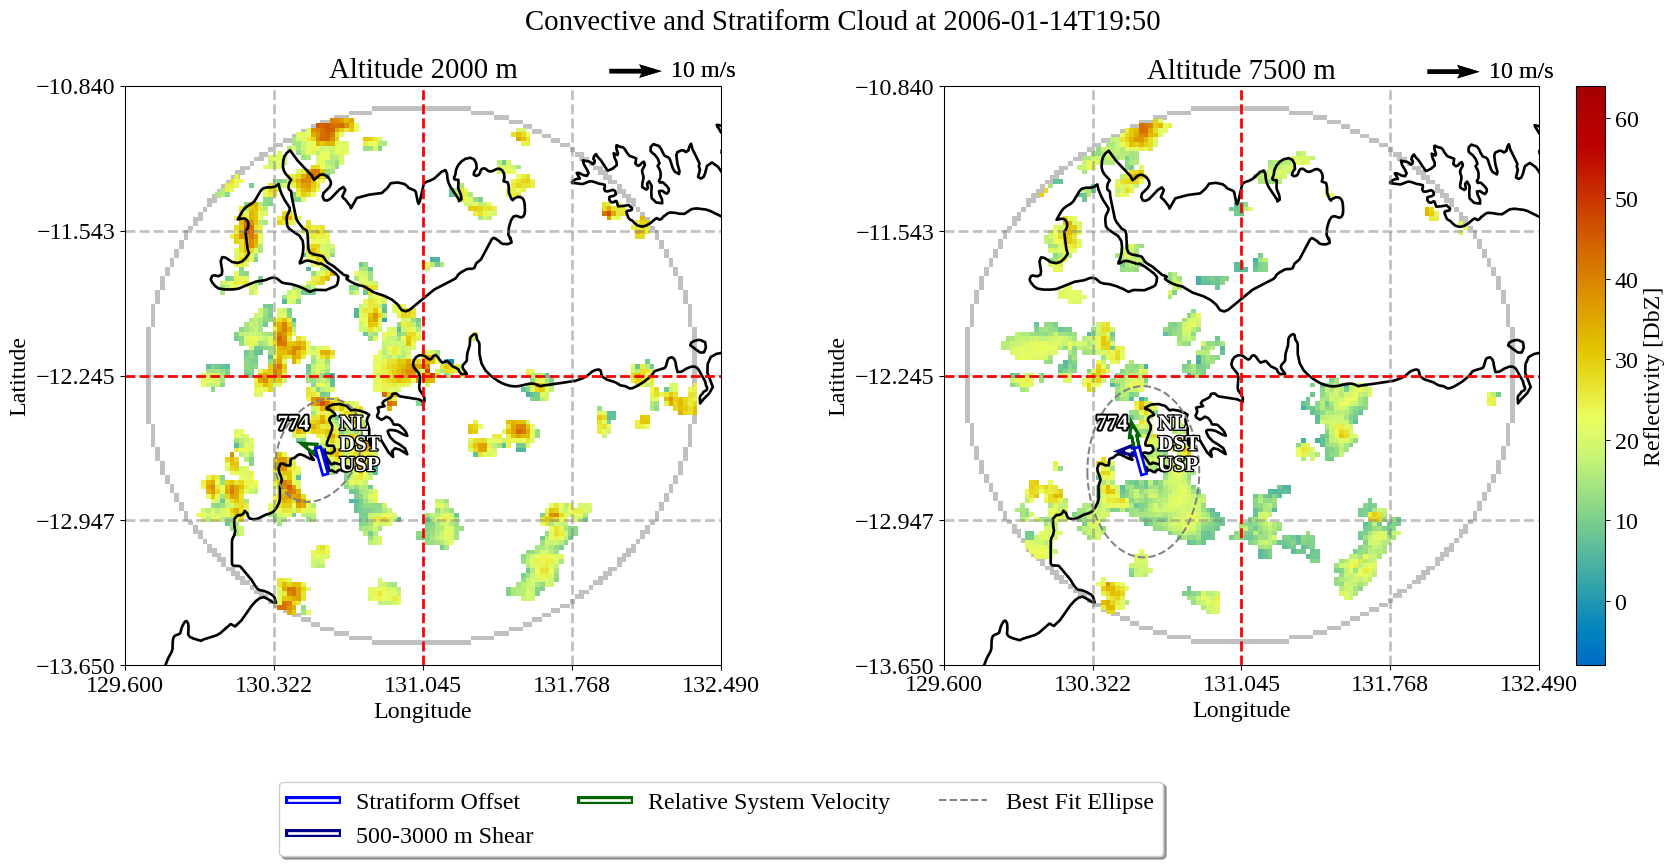 Convective and Stratiform Cloud at 2006-01-14T19:50
Altitude 2000 m
10 m/s
−10.840
−11.543
−12.245
−12.947
−13.650
Latitude
774
NL
DST
USP
129.600
130.322
131.045
131.768
132.490
Longitude
Altitude 7500 m
10 m/s
−10.840
−11.543
−12.245
−12.947
−13.650
Latitude
774
NL
DST
USP
129.600
130.322
131.045
131.768
132.490
Longitude
60
50
40
30
20
10
0
Reflectivity [DbZ]
Stratiform Offset
500-3000 m Shear
Relative System Velocity
Best Fit Ellipse